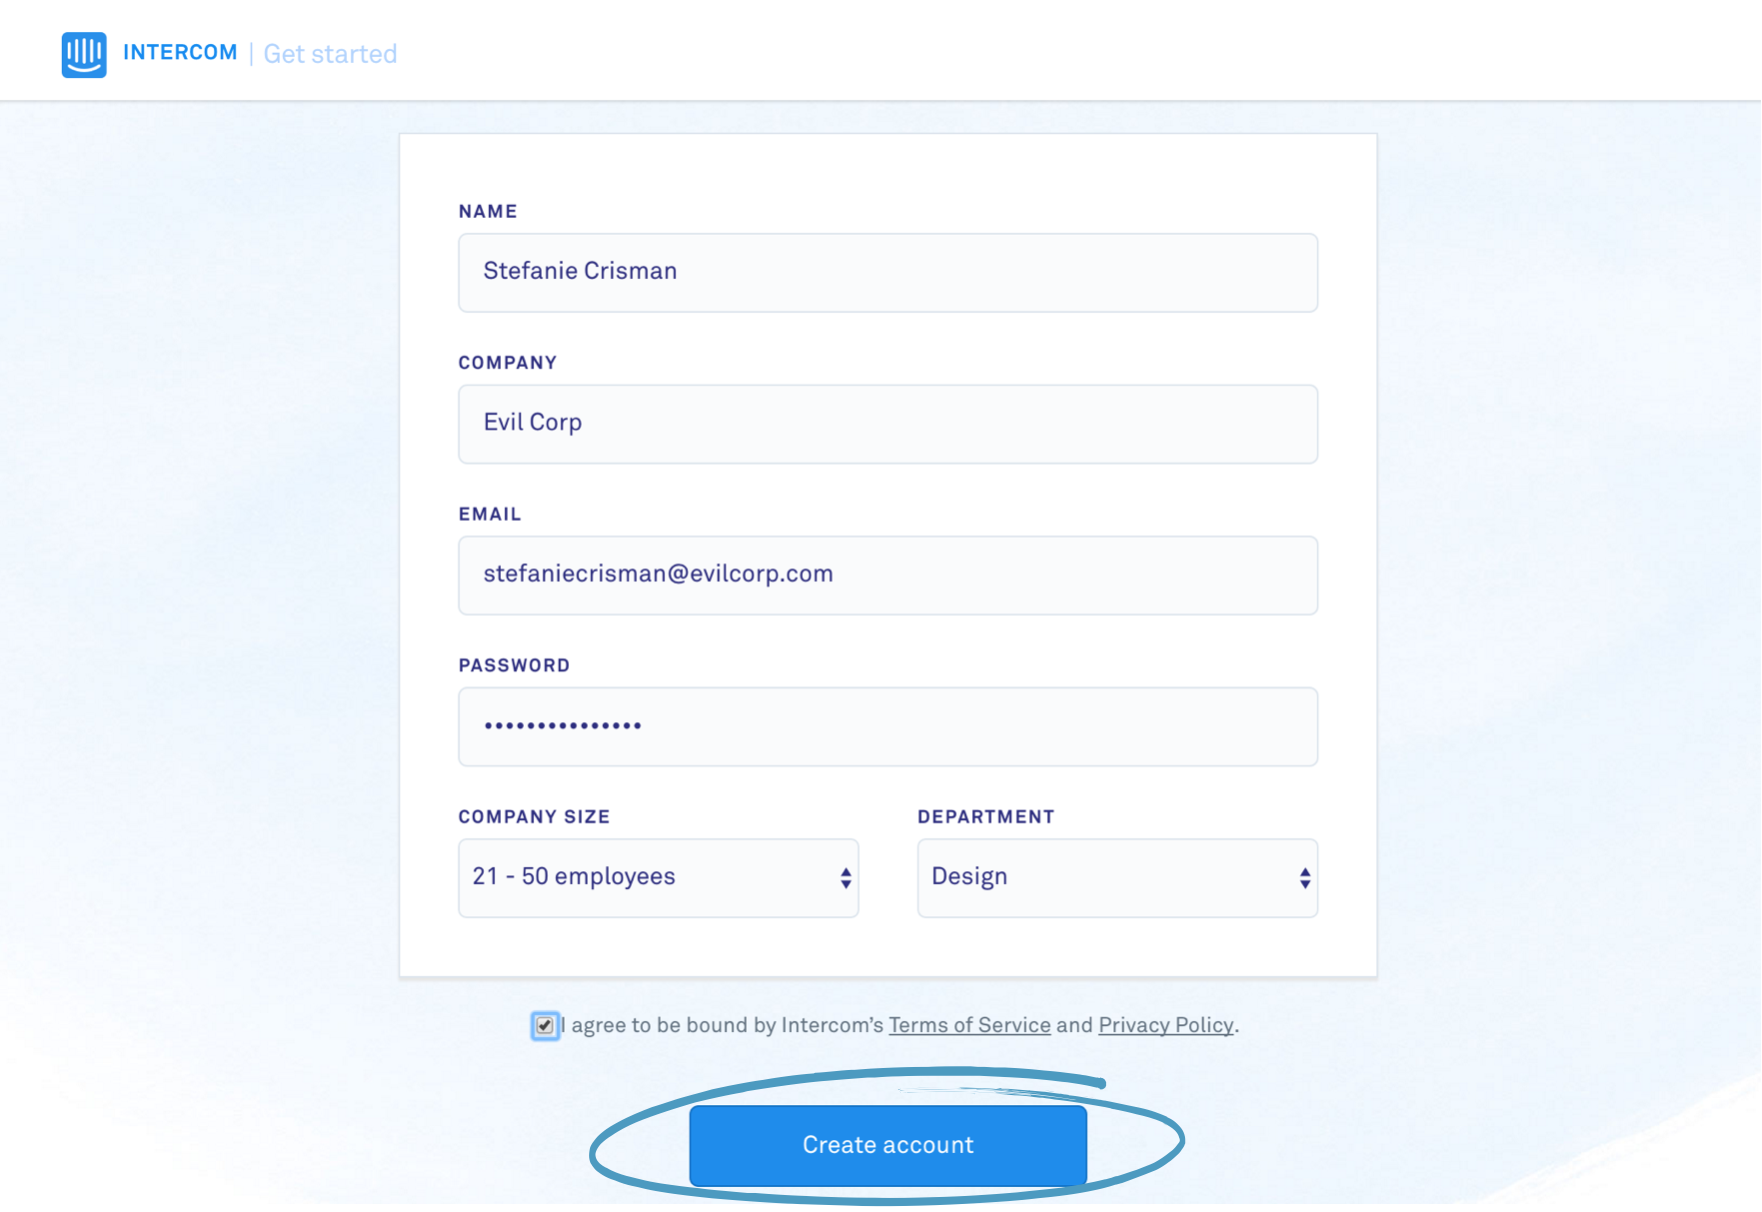 INTERCOM | Get started
NAME
Stefanie Crisman
COMPANY
Evil Corp
EMAIL
stefaniecrisman@evilcorp.com
PASSWORD
•••••••••••••••
COMPANY SIZE DEPARTMENT
21 - 50 employees Design
I agree to be bound by Intercom’s Terms of Service and Privacy Policy.
Create account